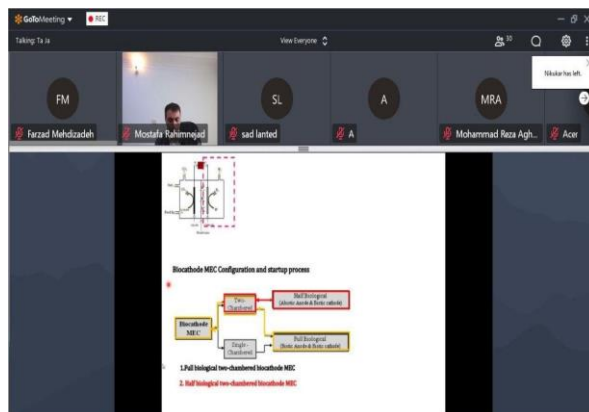 GoToMeeting
REC
Talking: Ta Ja
View Everyone
30
Nikukar has left.
FM
SL
A
MRA
Farzad Mehdizadeh
Mostafa Rahimnejad
sad lanted
A
Mohammad Reza Agh...
Acer
Biocathode MEC Configuration and startup process
Two-
Chambered
Half Biological
(Abiotic Anode & Biotic cathode)
Biocathode
MEC
Single-
Chambered
Full Biological
(Biotic Anode & Biotic cathode)
1.Full biological two-chambered biocathode MEC
2. Half biological two-chambered biocathode MEC